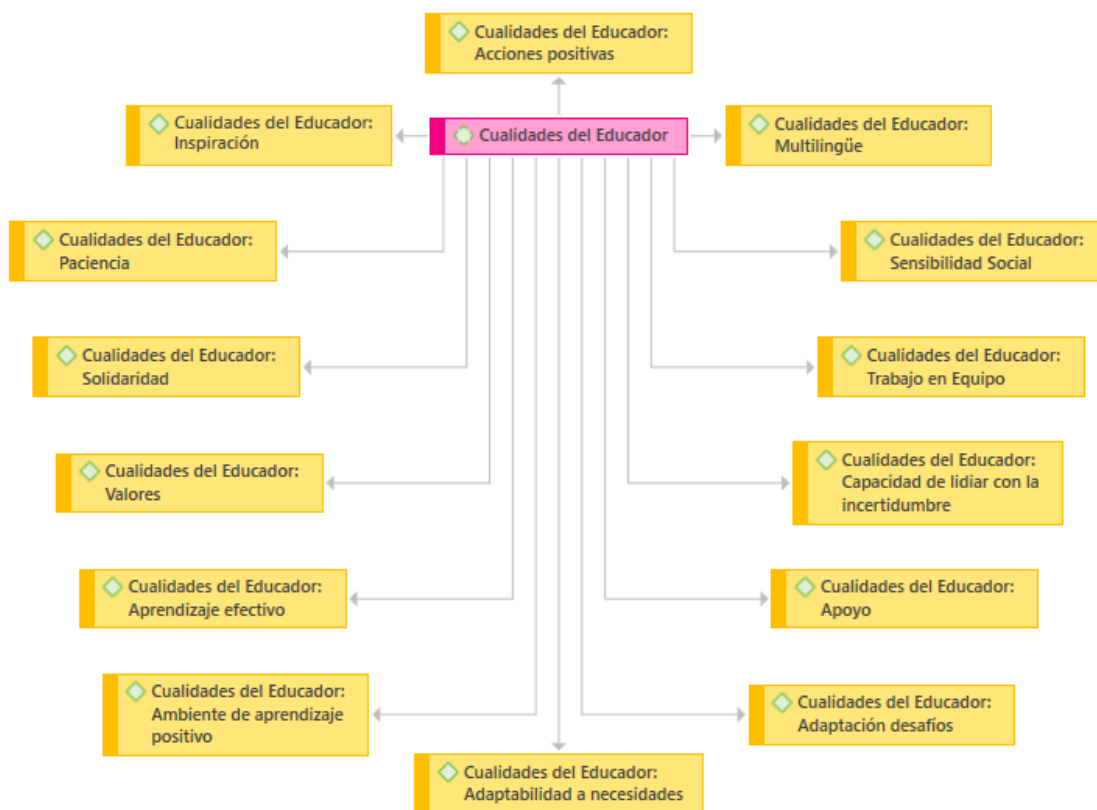 Cualidades del Educador:
Acciones positivas
Cualidades del Educador:
Inspiración
Cualidades del Educador
Cualidades del Educador:
Multilingüe
Cualidades del Educador:
Paciencia
Cualidades del Educador:
Sensibilidad Social
Cualidades del Educador:
Solidaridad
Cualidades del Educador:
Trabajo en Equipo
Cualidades del Educador:
Valores
Cualidades del Educador:
Capacidad de lidiar con la
incertidumbre
Cualidades del Educador:
Aprendizaje efectivo
Cualidades del Educador:
Apoyo
Cualidades del Educador:
Ambiente de aprendizaje
positivo
Cualidades del Educador:
Adaptación desafíos
Cualidades del Educador:
Adaptabilidad a necesidades